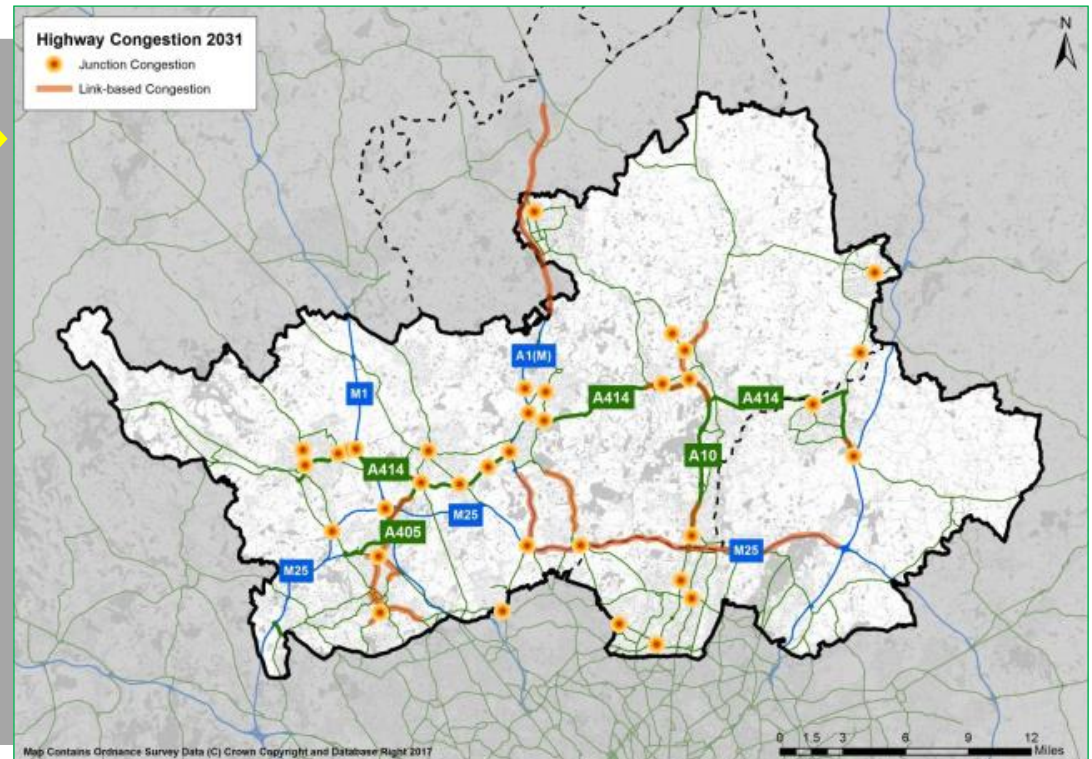 Highway Congestion 2031
Junction Congestion
Link-based Congestion
N
A1(M)
M1
A414
A414
A414
A10
M25
A405
M25
M25
0 1.5 3 6 9 12
Miles
Map Contains Ordnance Survey Data (C) Crown Copyright and Database Right 2017